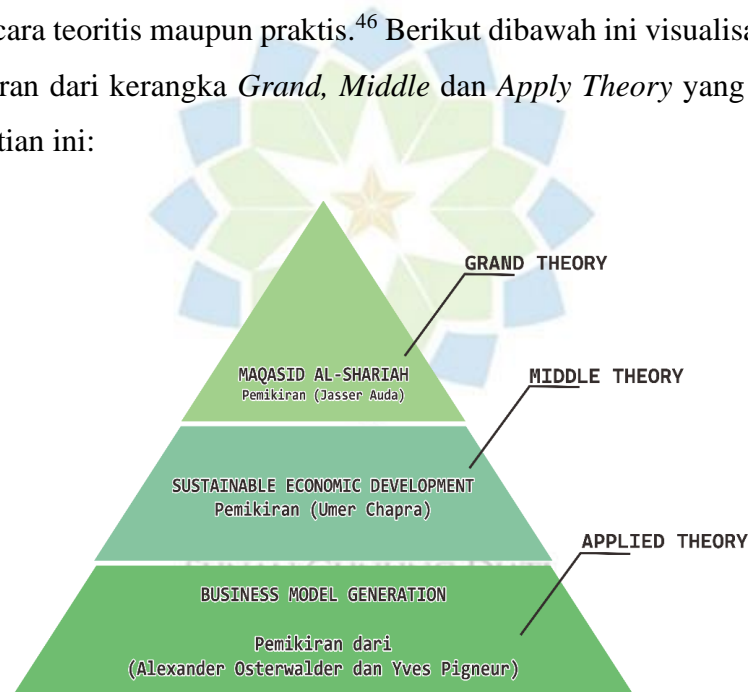 cara teoritis maupun praktis.46 Berikut dibawah ini visualisa
ran dari kerangka Grand, Middle dan Apply Theory yang
tian ini:
GRAND THEORY
MAQASID AL-SHARIAH
Pemikiran (Jasser Auda)
MIDDLE THEORY
SUSTAINABLE ECONOMIC DEVELOPMENT
Pemikiran (Umer Chapra)
APPLIED THEORY
BUSINESS MODEL GENERATION
Pemikiran dari
(Alexander Osterwalder dan Yves Pigneur)